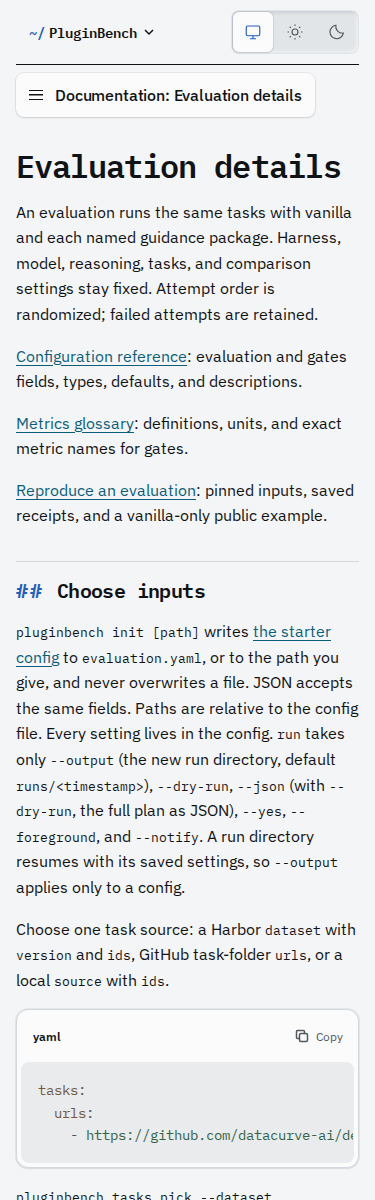 ~/ PluginBench
Documentation: Evaluation details
Evaluation details
An evaluation runs the same tasks with vanilla
and each named guidance package. Harness,
model, reasoning, tasks, and comparison
settings stay fixed. Attempt order is
randomized; failed attempts are retained.
Configuration reference: evaluation and gates
fields, types, defaults, and descriptions.
Metrics glossary: definitions, units, and exact
metric names for gates.
Reproduce an evaluation: pinned inputs, saved
receipts, and a vanilla-only public example.
## Choose inputs
pluginbench init [path] writes the starter
config to evaluation.yaml, or to the path you
give, and never overwrites a file. JSON accepts
the same fields. Paths are relative to the config
file. Every setting lives in the config. run takes
only --output (the new run directory, default
runs/<timestamp>), --dry-run, --json (with --
dry-run, the full plan as JSON), --yes, --
foreground, and --notify. A run directory
resumes with its saved settings, so --output
applies only to a config.
Choose one task source: a Harbor dataset with
version and ids, GitHub task-folder urls, or a
local source with ids.
yaml
Copy
tasks:
urls:
- https://github.com/datacurve-ai/de
pluginbench tasks pick --dataset